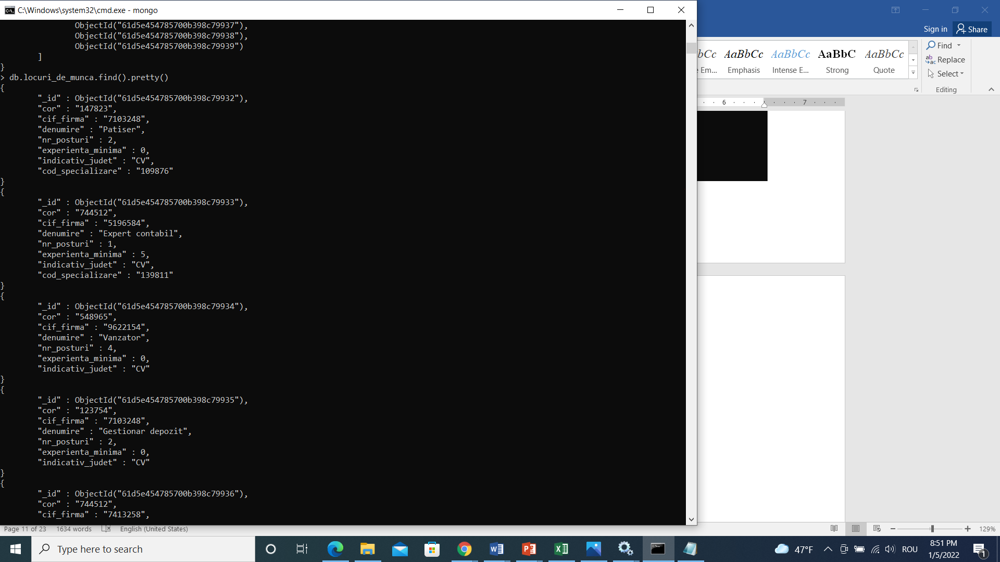 C:\Windows\system32\cmd.exe - mongo
ObjectId("61d5e454785700b398c79937"),
ObjectId("61d5e454785700b398c79938"),
ObjectId("61d5e454785700b398c79939")
]
}
> db.locuri_de_munca.find().pretty()
{
"_id" : ObjectId("61d5e454785700b398c79932"),
"cor" : "147823",
"cif_firma" : "7103248",
"denumire" : "Patiser",
"nr_posturi" : 2,
"experienta_minima" : 0,
"indicativ_judet" : "CV",
"cod_specializare" : "109876"
}
{
"_id" : ObjectId("61d5e454785700b398c79933"),
"cor" : "744512",
"cif_firma" : "5196584",
"denumire" : "Expert contabil",
"nr_posturi" : 1,
"experienta_minima" : 5,
"indicativ_judet" : "CV",
"cod_specializare" : "139811"
}
{
"_id" : ObjectId("61d5e454785700b398c79934"),
"cor" : "548965",
"cif_firma" : "9622154",
"denumire" : "Vanzator",
"nr_posturi" : 4,
"experienta_minima" : 0,
"indicativ_judet" : "CV"
}
{
"_id" : ObjectId("61d5e454785700b398c79935"),
"cor" : "123754",
"cif_firma" : "7103248",
"denumire" : "Gestionar depozit",
"nr_posturi" : 2,
"experienta_minima" : 0,
"indicativ_judet" : "CV"
}
{
"_id" : ObjectId("61d5e454785700b398c79936"),
"cor" : "744512",
"cif_firma" : "7413258",
Sign in Share
bCc AaBbCc AaBbCc AaBbC AaBbCc
e Em... Emphasis Intense E... Strong Quote
Find
Replace
Select
Editing
6 7
Page 11 of 23 1634 words English (United States) 129%
Type here to search
47°F ROU
8:51 PM
1/5/2022
1